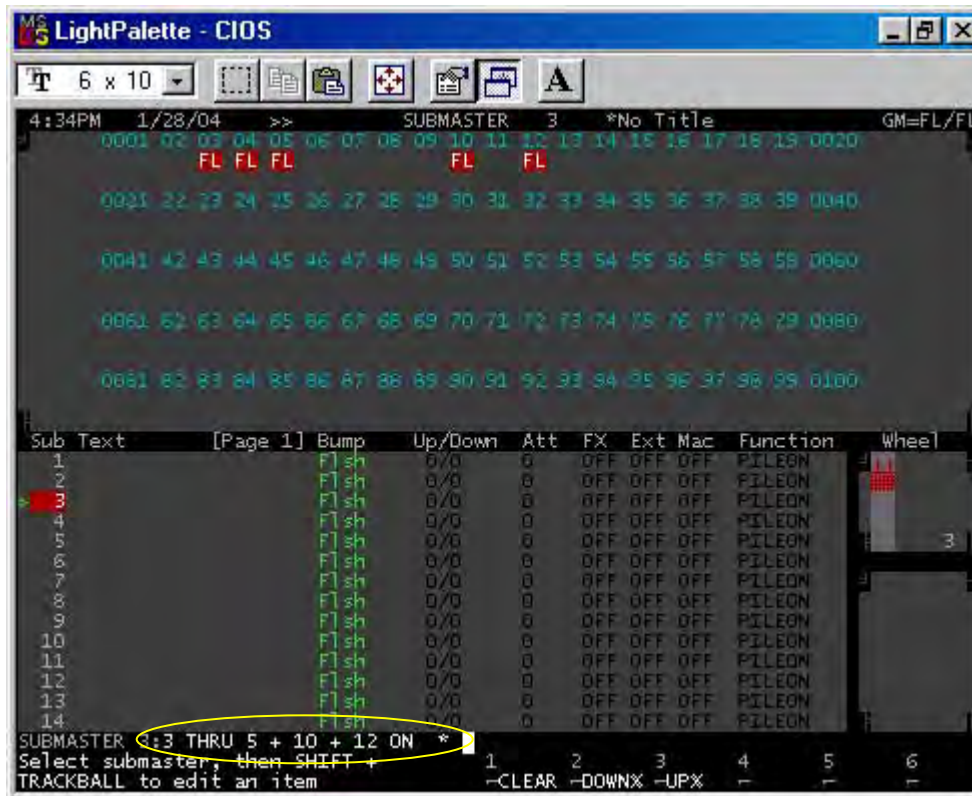 LightPalette - CIOS
6 x 10
A
4:34PM 1/28/04 >> SUBMASTER 3 *No Title GM=FL/FL
0001 02 03 04 05 06 07 08 09 10 11 12 13 14 15 16 17 18 19 0020
FL FL FL FL FL
0021 22 23 24 25 26 27 28 29 30 31 32 33 34 35 36 37 38 39 0040
0041 42 43 44 45 46 47 48 49 50 51 52 53 54 55 56 57 58 59 0060
0061 62 63 64 65 66 67 68 69 70 71 72 73 74 75 76 77 78 79 0080
0081 82 83 84 85 86 87 88 89 90 91 92 93 94 95 96 97 98 99 0100
Sub Text [Page 1] Bump Up/Down Att FX Ext Mac Function Wheel
1 Flsh 0/0 0 OFF OFF OFF PILEON
2 Flsh 0/0 0 OFF OFF OFF PILEON
3 Flsh 0/0 0 OFF OFF OFF PILEON
4 Flsh 0/0 0 OFF OFF OFF PILEON
5 Flsh 0/0 0 OFF OFF OFF PILEON 3
6 Flsh 0/0 0 OFF OFF OFF PILEON
7 Flsh 0/0 0 OFF OFF OFF PILEON
8 Flsh 0/0 0 OFF OFF OFF PILEON
9 Flsh 0/0 0 OFF OFF OFF PILEON
10 Flsh 0/0 0 OFF OFF OFF PILEON
11 Flsh 0/0 0 OFF OFF OFF PILEON
12 Flsh 0/0 0 OFF OFF OFF PILEON
13 Flsh 0/0 0 OFF OFF OFF PILEON
14 Flsh 0/0 0 OFF OFF OFF PILEON
SUBMASTER 3:3 THRU 5 + 10 + 12 ON *
Select submaster, then SHIFT + 1 2 3 4 5 6
TRACKBALL to edit an item CLEAR DOWN% UP%